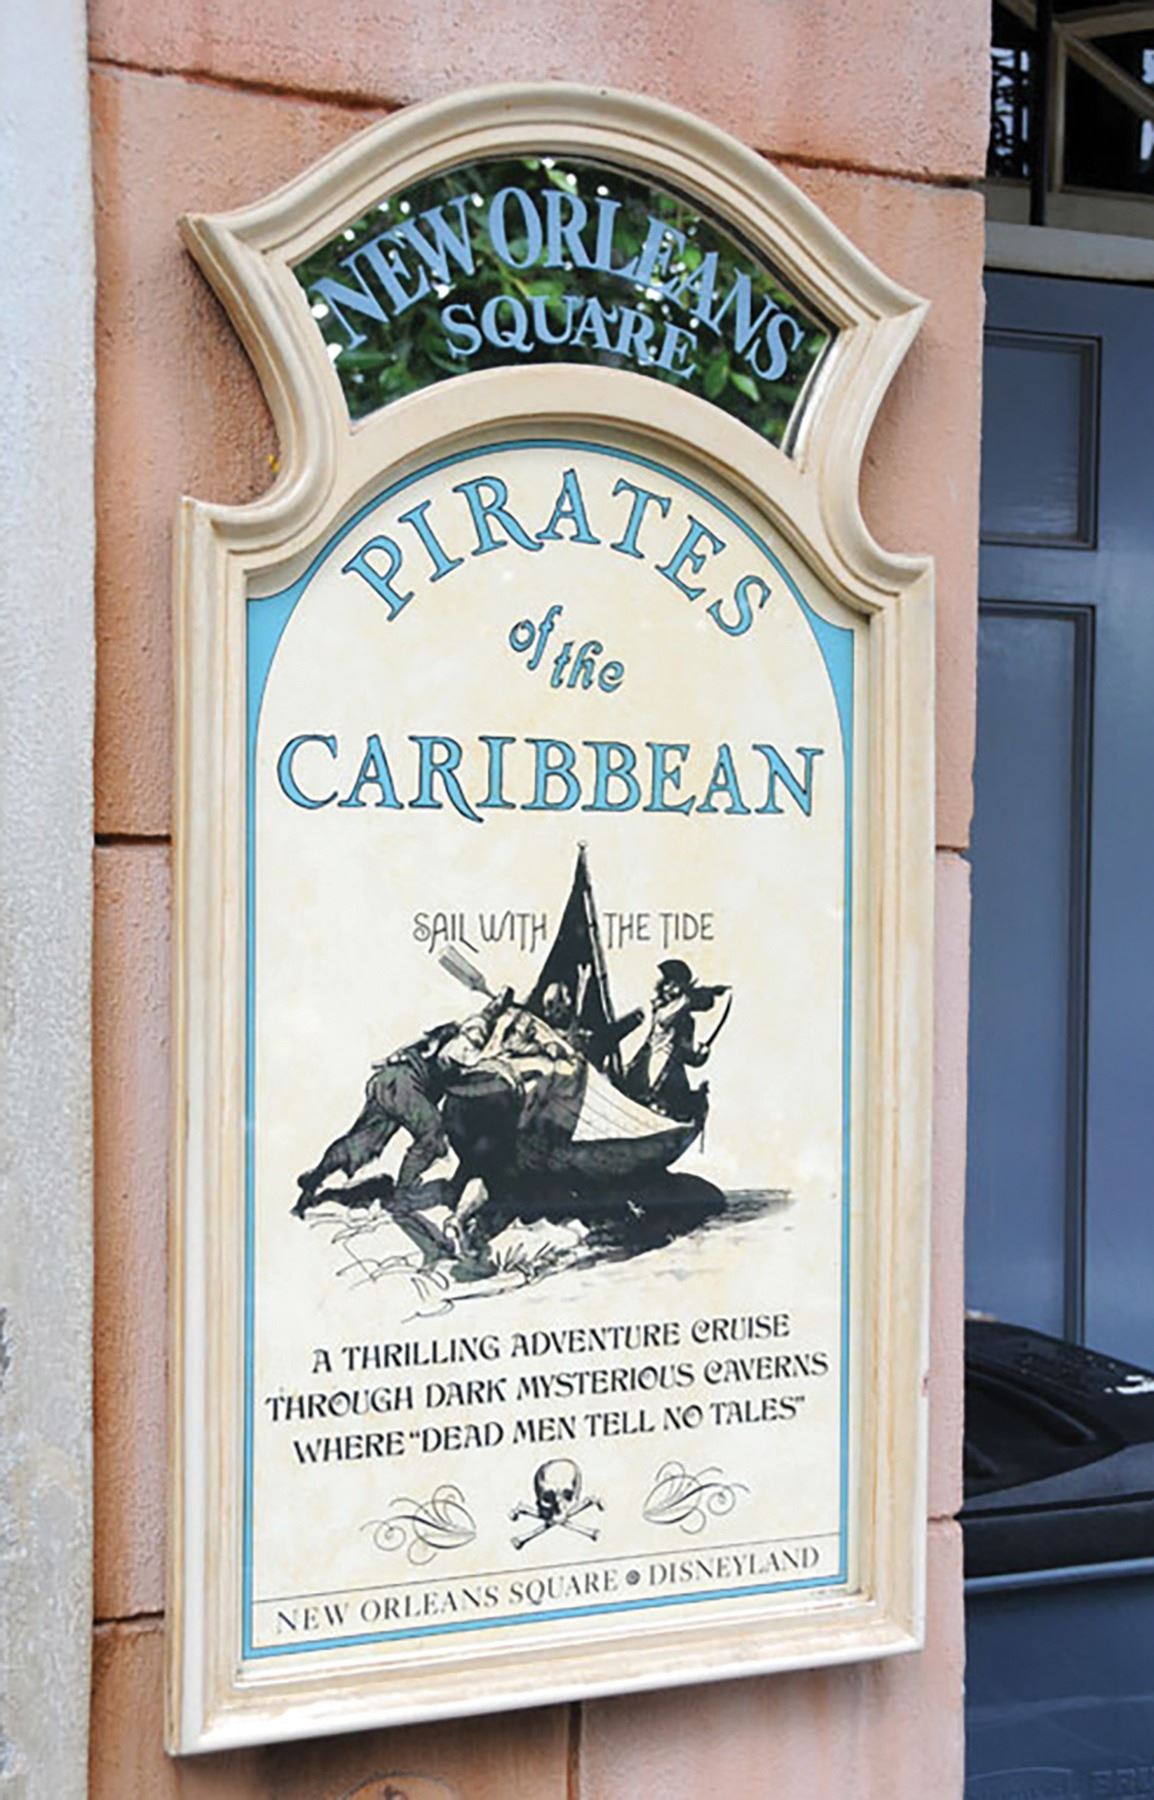 NEW ORLEANS
SQUARE
PIRATES
of the
CARIBBEAN
SAIL WITH THE TIDE
A THRILLING ADVENTURE CRUISE
THROUGH DARK MYSTERIOUS CAVERNS
WHERE "DEAD MEN TELL NO TALES"
NEW ORLEANS SQUARE DISNEYLAND